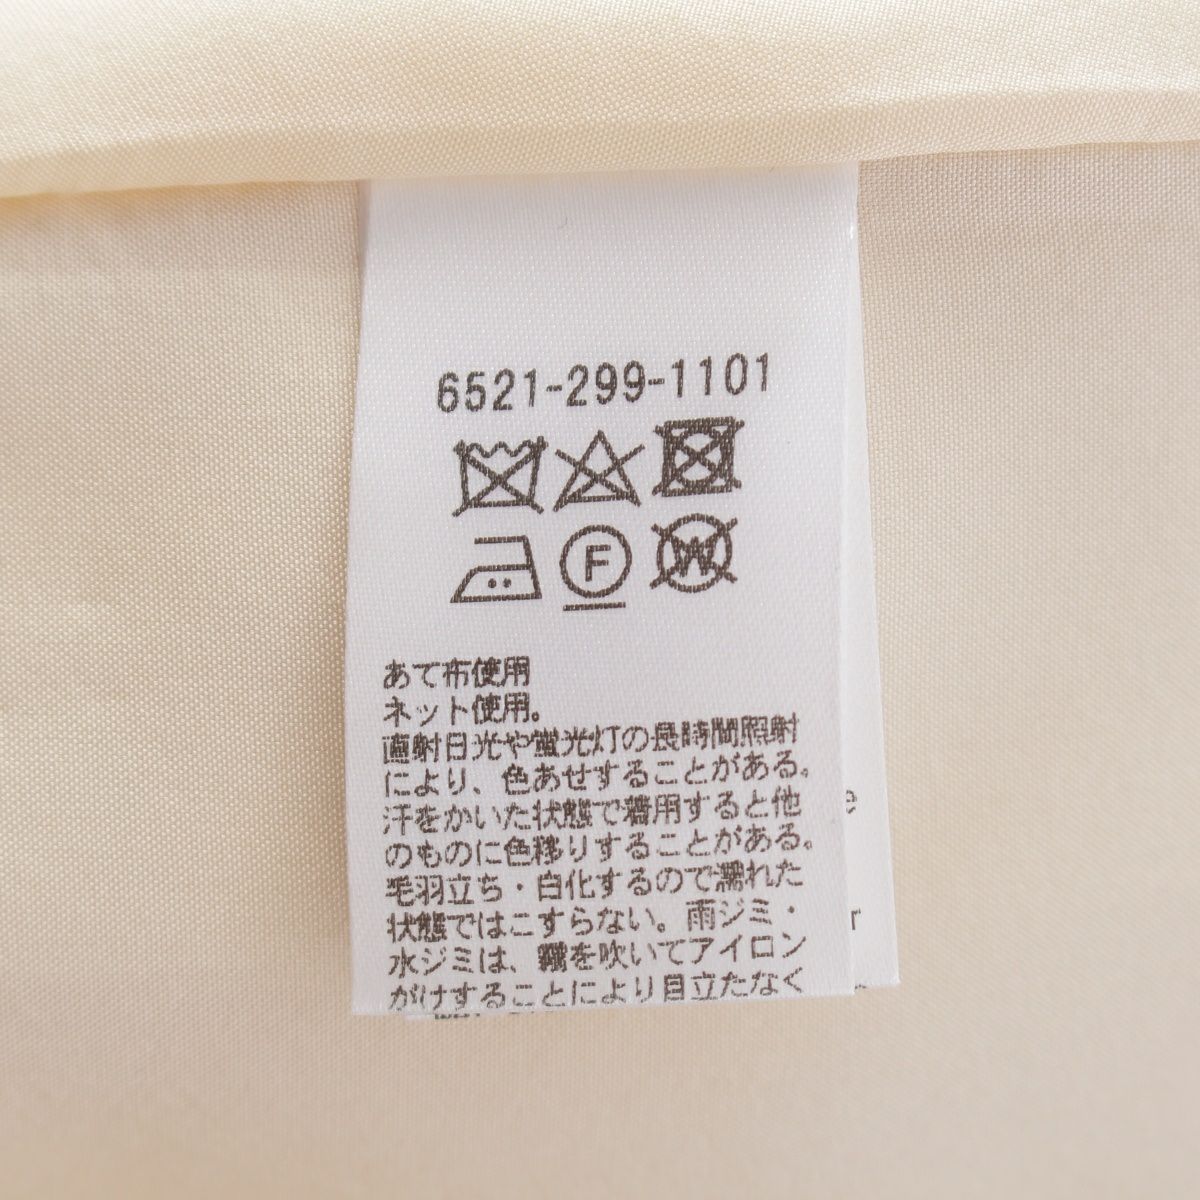 6521-299-1101
F
W
あて布使用
ネット使用。
直射日光や蛍光灯の長時間照射
により、色あせすることがある。
汗をかいた状態で着用すると他
のものに色移りすることがある。
毛羽立ち・白化するので濡れた
状態ではこすらない。雨ジミ・
水ジミは、霧を吹いてアイロン
がけすることにより目立たなく
e
r